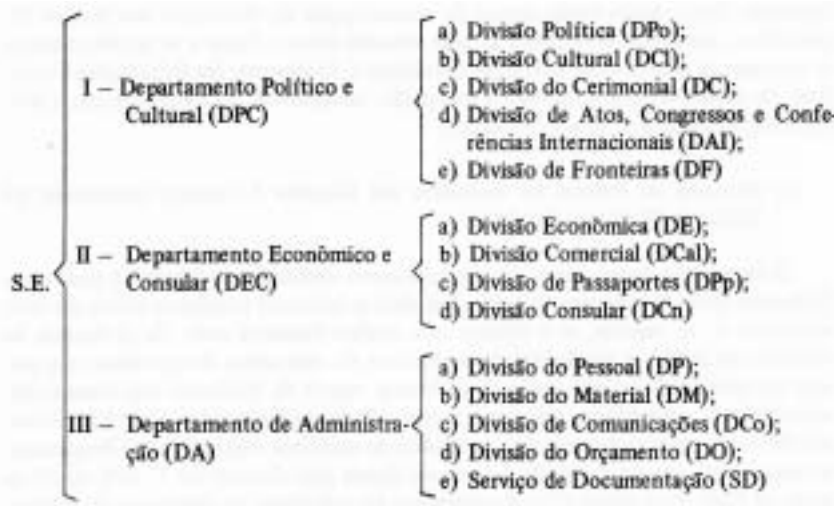 S.E.
I – Departamento Político e
Cultural (DPC)
a) Divisão Política (DPo);
b) Divisão Cultural (DCl);
c) Divisão do Cerimonial (DC);
d) Divisão de Atos, Congressos e Confe-
rências Internacionais (DAI);
e) Divisão de Fronteiras (DF)
II – Departamento Econômico e
Consular (DEC)
a) Divisão Econômica (DE);
b) Divisão Comercial (DCal);
c) Divisão de Passaportes (DPp);
d) Divisão Consular (DCn)
III – Departamento de Administra-
ção (DA)
a) Divisão do Pessoal (DP);
b) Divisão do Material (DM);
c) Divisão de Comunicações (DCo);
d) Divisão do Orçamento (DO);
e) Serviço de Documentação (SD)